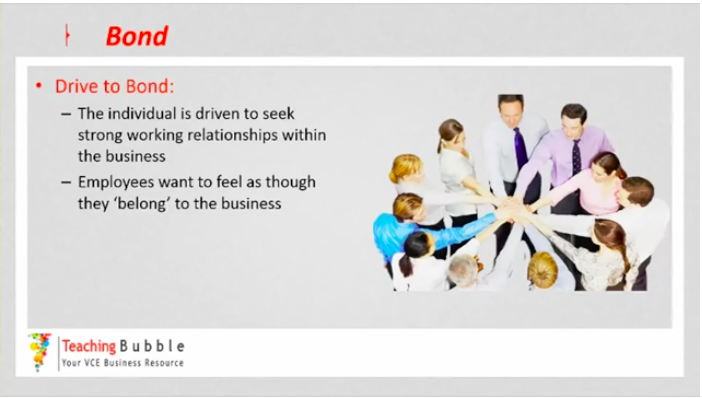 Bond
• Drive to Bond:
– The individual is driven to seek
strong working relationships within
the business
– Employees want to feel as though
they ‘belong’ to the business
Teaching Bubble
Your VCE Business Resource